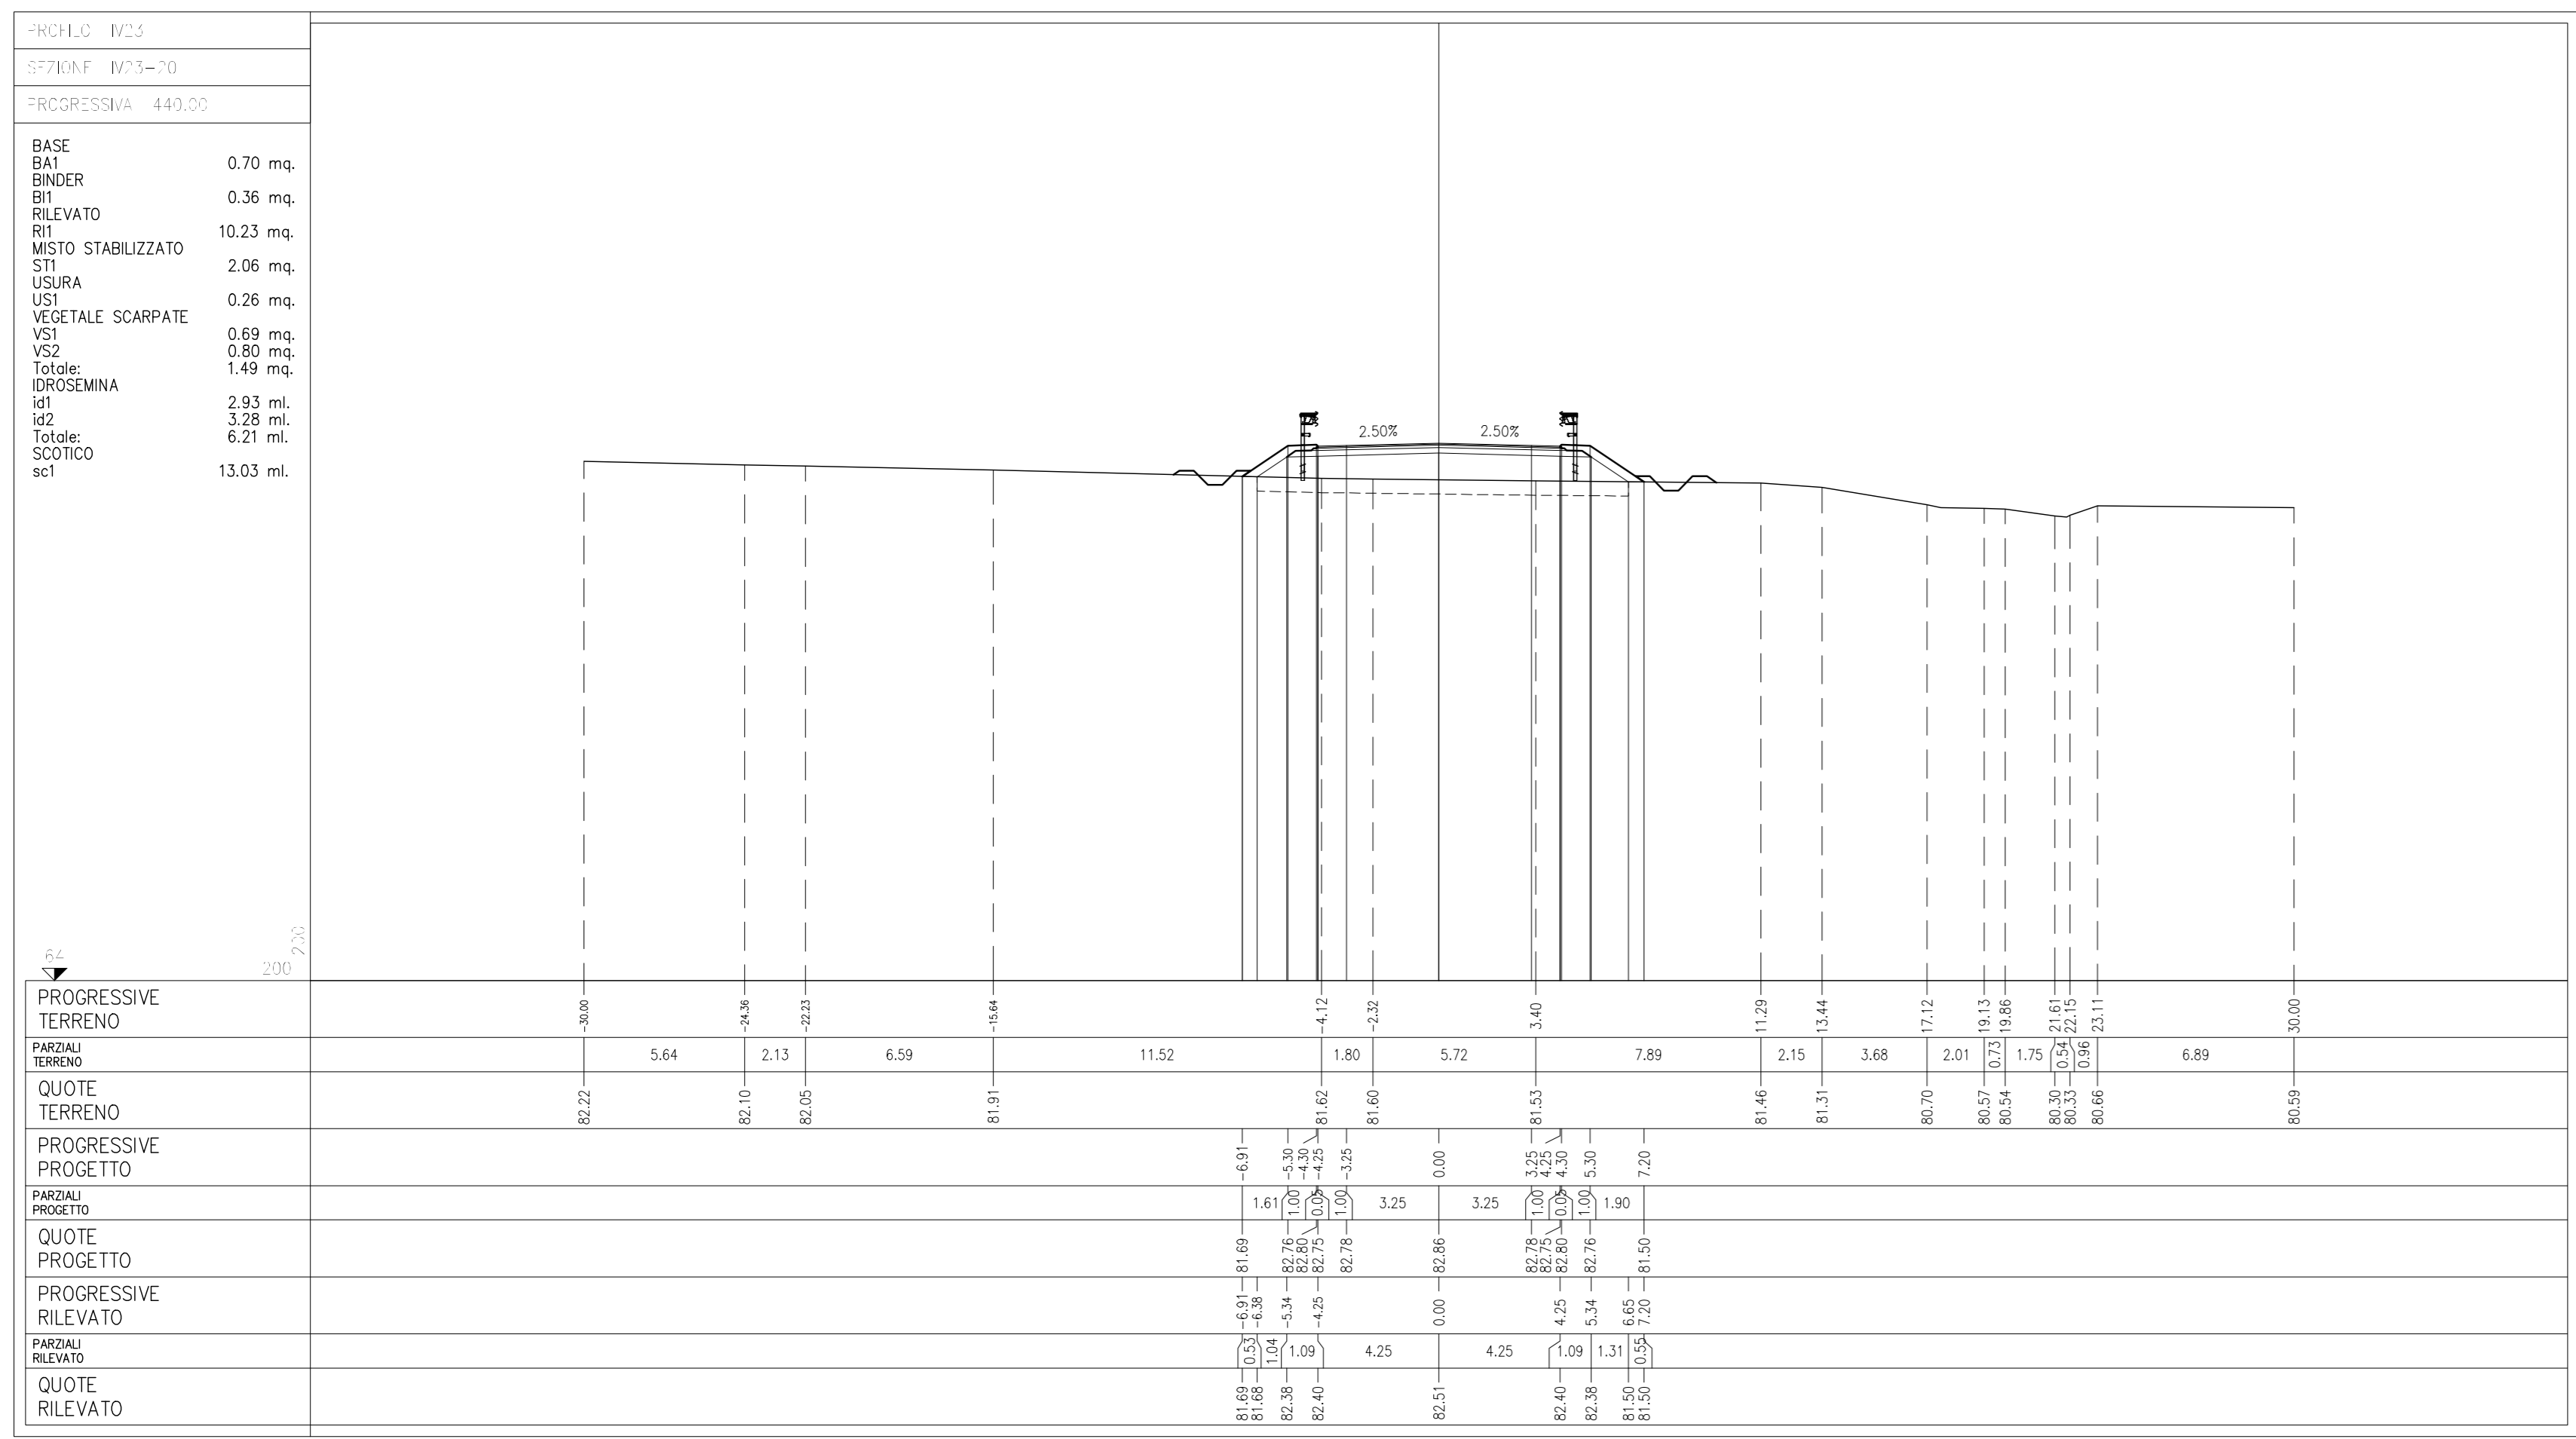 PROFILO IV23
SEZIONE IV23-20
PROGRESSIVA 440.00
BASE
BA1 0.70 mq.
BINDER
BI1 0.36 mq.
RILEVATO
RI1 10.23 mq.
MISTO STABILIZZATO
ST1 2.06 mq.
USURA
US1 0.26 mq.
VEGETALE SCARPATE
VS1 0.69 mq.
VS2 0.80 mq.
Totale: 1.49 mq.
IDROSEMINA
id1 2.93 ml.
id2 3.28 ml.
Totale: 6.21 ml.
SCOTICO
sc1 13.03 ml.
2.50% 2.50%
64
200
200
PROGRESSIVE
TERRENO
-30.00 -24.36 -22.23 -15.64 -4.12 -2.32 3.40 11.29 13.44 17.12 19.13 19.86 21.61 22.15 23.11 30.00
PARZIALI
TERRENO
5.64 2.13 6.59 11.52 1.80 5.72 7.89 2.15 3.68 2.01 0.73 1.75 0.54 0.96 6.89
QUOTE
TERRENO
82.22 82.10 82.05 81.91 81.62 81.60 81.53 81.46 81.31 80.70 80.57 80.54 80.30 80.33 80.66 80.59
PROGRESSIVE
PROGETTO
-6.91 -5.30 -4.30 -4.25 -3.25 0.00 3.25 4.25 4.30 5.30 7.20
PARZIALI
PROGETTO
1.61 1.00 0.05 1.00 3.25 3.25 1.00 0.05 1.00 1.90
QUOTE
PROGETTO
81.69 82.76 82.80 82.75 82.78 82.86 82.78 82.75 82.80 82.76 81.50
PROGRESSIVE
RILEVATO
-6.91 -6.38 -5.34 -4.25 0.00 4.25 5.34 6.65 7.20
PARZIALI
RILEVATO
0.53 1.04 1.09 4.25 4.25 1.09 1.31 0.55
QUOTE
RILEVATO
81.69 81.68 82.38 82.40 82.51 82.40 82.38 81.50 81.50